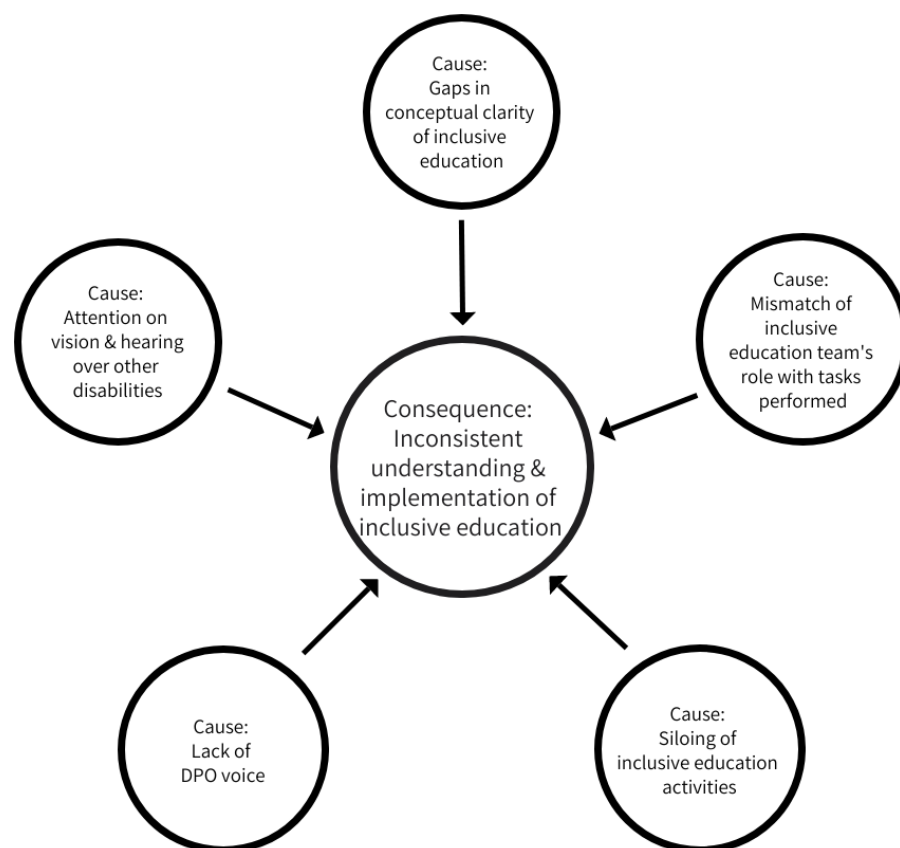 Cause:
Gaps in
conceptual clarity
of inclusive
education
Cause:
Attention on
vision & hearing
over other
disabilities
Cause:
Mismatch of
inclusive
education team's
role with tasks
performed
Consequence:
Inconsistent
understanding &
implementation of
inclusive education
Cause:
Lack of
DPO voice
Cause:
Siloing of
inclusive education
activities